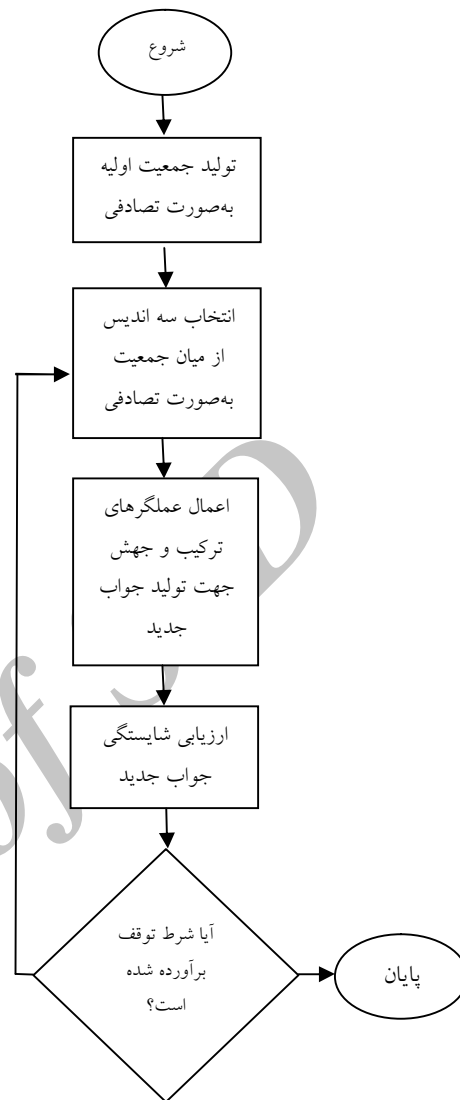 شروع
تولید جمعیت اولیه
به‌صورت تصادفی
انتخاب سه اندیس
از میان جمعیت
به‌صورت تصادفی
اعمال عملگرهای
ترکیب و جهش
جهت تولید جواب
جدید
ارزیابی شایستگی
جواب جدید
آیا شرط توقف
برآورده شده
است؟
پایان
of